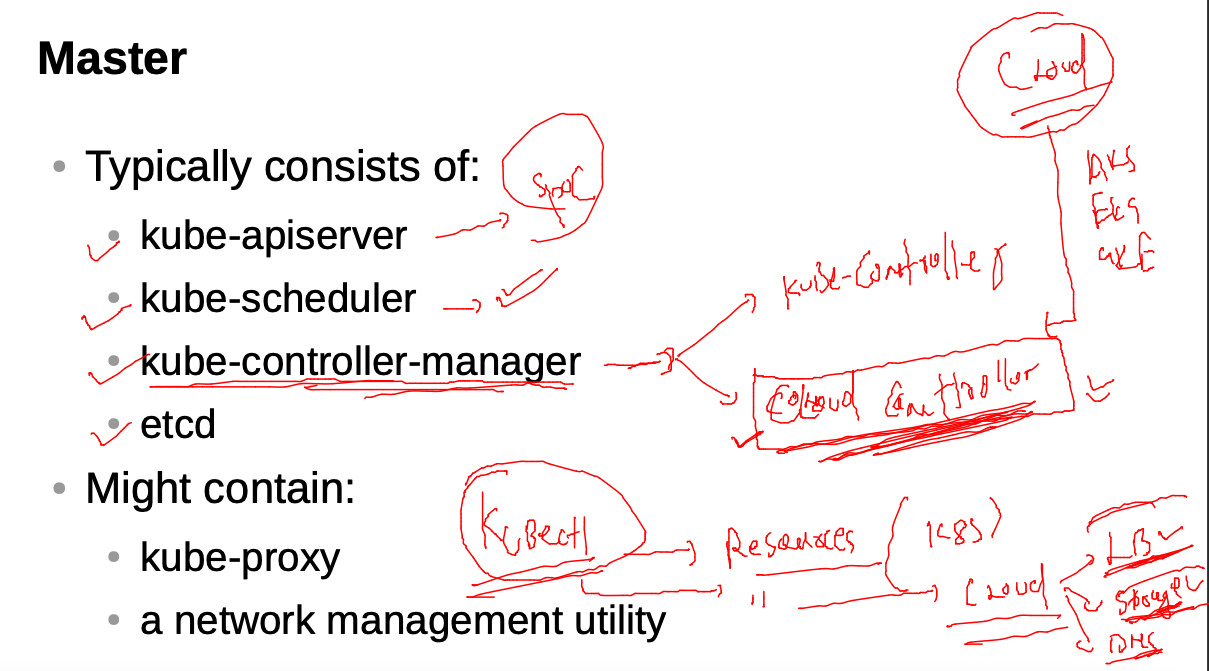 Master
Cloud
Typically consists of:
SpoC
AKS
kube-apiserver
EKS
GKE
kube-scheduler
Kube-Controller
kube-controller-manager
Cloud Controller
etcd
Might contain:
KuBectl
Resources (K8S)
LB
kube-proxy
Cloud
Storage
"
a network management utility
DNS